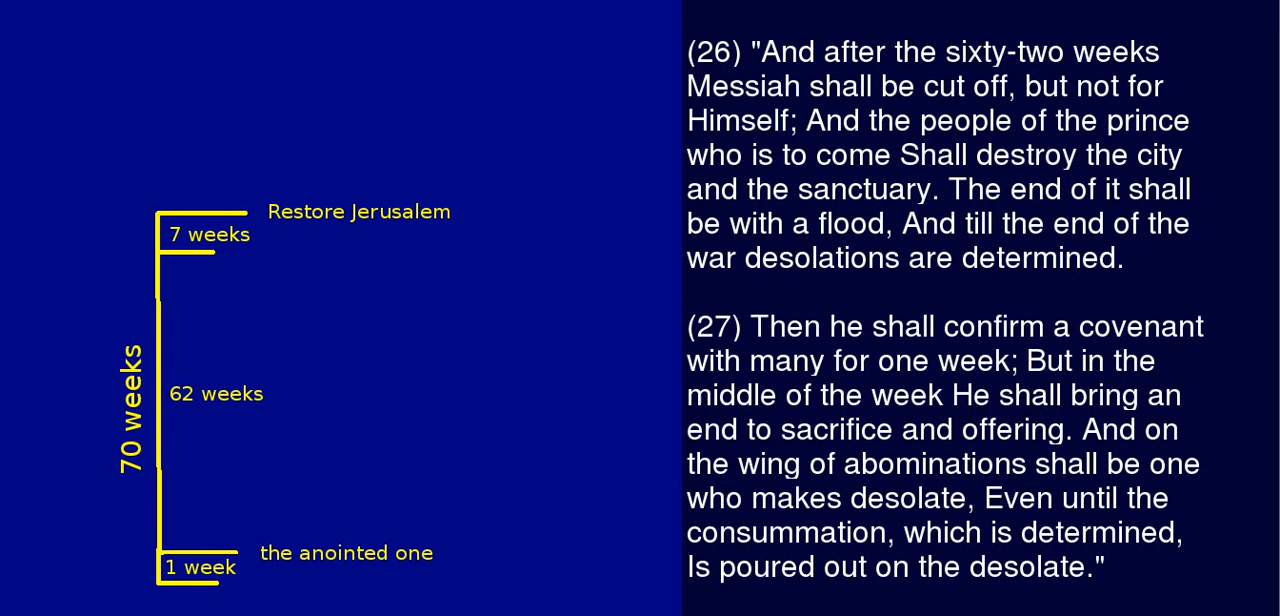 Restore Jerusalem
7 weeks
70 weeks
62 weeks
the anointed one
1 week
(26) "And after the sixty-two weeks
Messiah shall be cut off, but not for
Himself; And the people of the prince
who is to come Shall destroy the city
and the sanctuary. The end of it shall
be with a flood, And till the end of the
war desolations are determined.
(27) Then he shall confirm a covenant
with many for one week; But in the
middle of the week He shall bring an
end to sacrifice and offering. And on
the wing of abominations shall be one
who makes desolate, Even until the
consummation, which is determined,
Is poured out on the desolate."